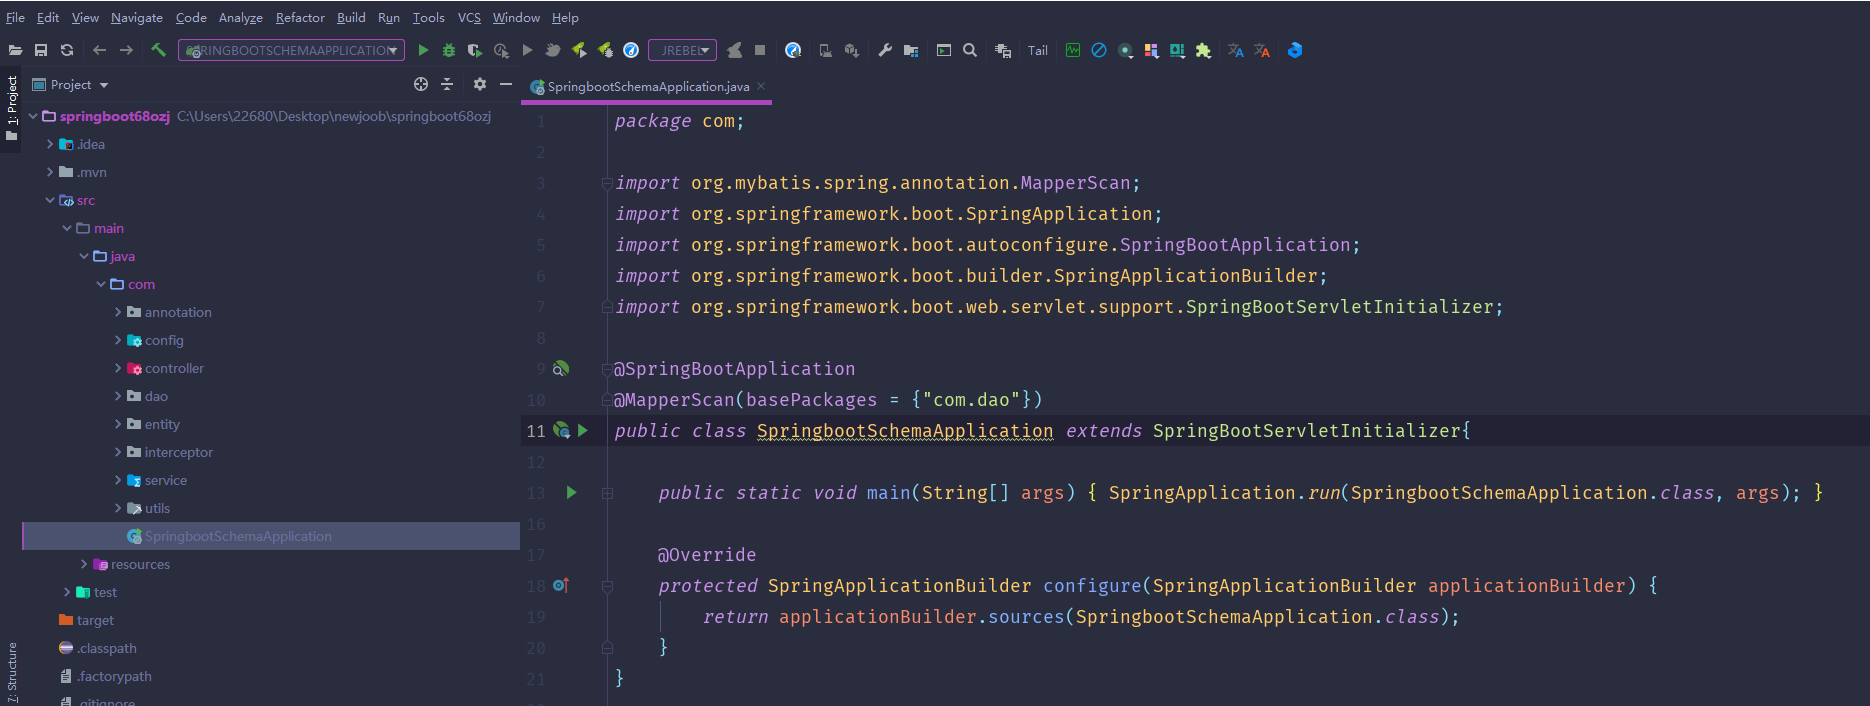 File Edit View Navigate Code Analyze Refactor Build Run Tools VCS Window Help
SPRINGBOOTSCHEMAAPPLICATION JREBEL Tail
1: Project
Project
SpringbootSchemaApplication.java
springboot68ozj C:\Users\22680\Desktop\newjoob\springboot68ozj
.idea
.mvn
src
main
java
com
annotation
config
controller
dao
entity
interceptor
service
utils
SpringbootSchemaApplication
resources
test
target
.classpath
.factorypath
.gitignore
7: Structure
1 package com;
2
3 import org.mybatis.spring.annotation.MapperScan;
4 import org.springframework.boot.SpringApplication;
5 import org.springframework.boot.autoconfigure.SpringBootApplication;
6 import org.springframework.boot.builder.SpringApplicationBuilder;
7 import org.springframework.boot.web.servlet.support.SpringBootServletInitializer;
8
9 @SpringBootApplication
10 @MapperScan(basePackages = {"com.dao"})
11 public class SpringbootSchemaApplication extends SpringBootServletInitializer{
12
13 public static void main(String[] args) { SpringApplication.run(SpringbootSchemaApplication.class, args); }
16
17 @Override
18 protected SpringApplicationBuilder configure(SpringApplicationBuilder applicationBuilder) {
19 return applicationBuilder.sources(SpringbootSchemaApplication.class);
20 }
21 }